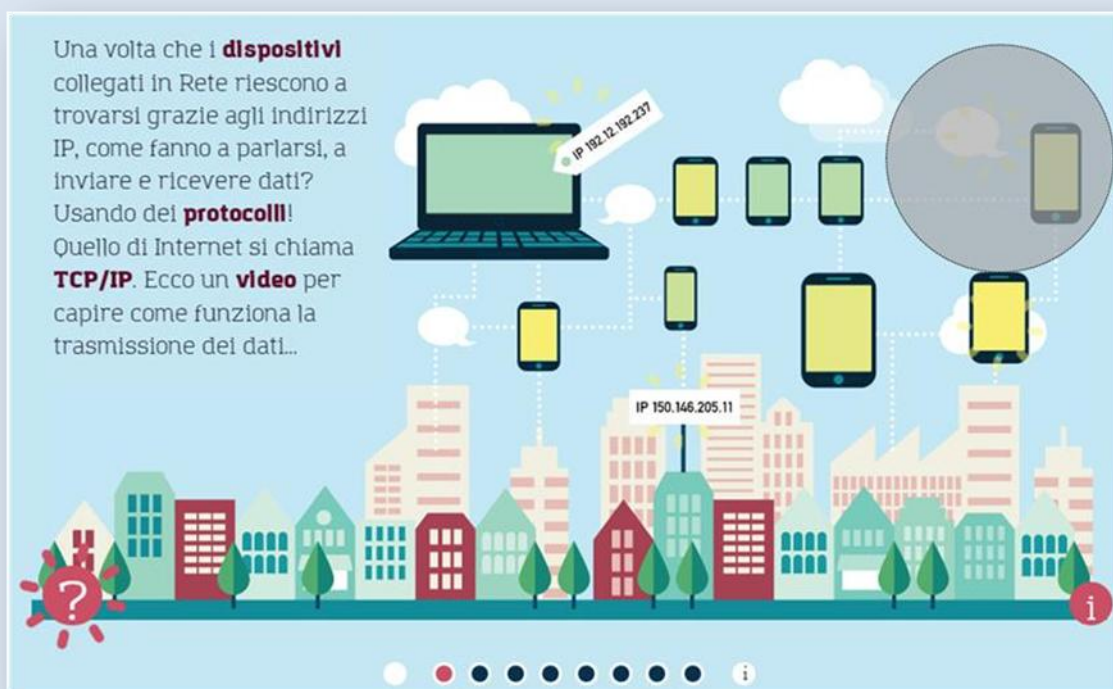 Una volta che i dispositivi
collegati in Rete riescono a
trovarsi grazie agli indirizzi
IP, come fanno a parlarsi, a
inviare e ricevere dati?
Usando dei protocolli!
Quello di Internet si chiama
TCP/IP. Ecco un video per
capire come funziona la
trasmissione dei dati...
IP 192.12.192.237
IP 150.146.205.11
?
i
i